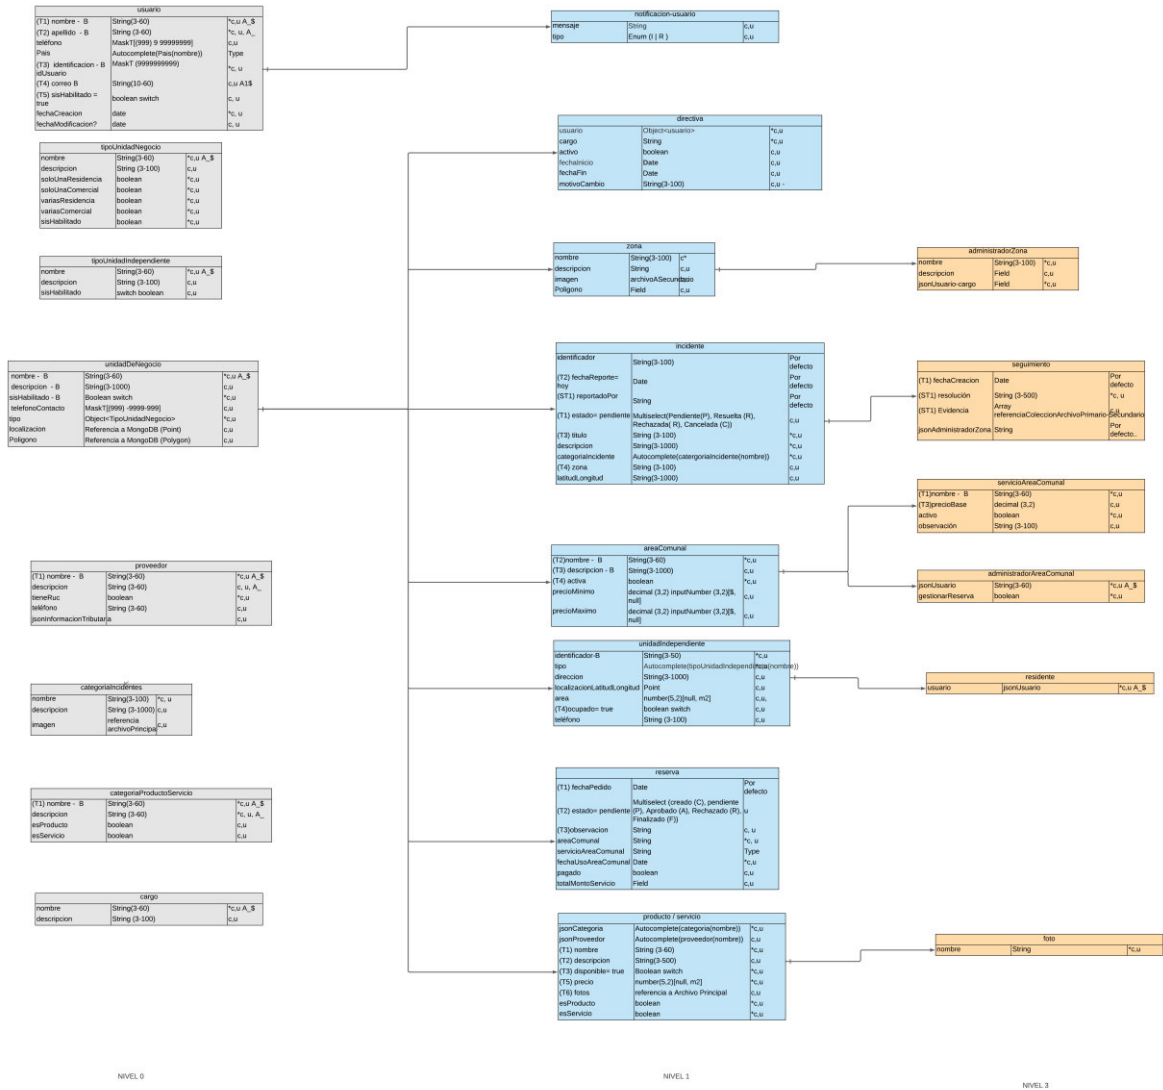 usuario
(T1) nombre - B String(3-60) *c,u A_$
(T2) apellido - B String (3-60) *c, u, A_
teléfono MaskT[(999) 9 99999999] c,u
Pais Autocomplete(Pais(nombre)) Type
(T3) identificacion - B MaskT (9999999999) *c, u
idUsuario
(T4) correo B String(10-60) c,u A1$
(T5) sisHabilitado = boolean switch c, u
true
fechaCreacion date *c, u
fechaModificacion? date c, u
tipoUnidadNegocio
nombre String(3-60) *c,u A_$
descripcion String (3-100) c,u
soloUnaResidencia boolean *c,u
soloUnaComercial boolean *c,u
variasResidencia boolean *c,u
variasComercial boolean *c,u
sisHabilitado boolean *c,u
tipoUnidadIndependiente
nombre String(3-60) *c,u A_$
descripcion String (3-100) c,u
sisHabilitado switch boolean c,u
unidadDeNegocio
nombre - B String(3-60) *c,u A_$
descripcion - B String(3-1000) c,u
sisHabilitado - B Boolean switch *c,u
telefonoContacto MaskT[(999) -9999-999] c,u
tipo Object<TipoUnidadNegocio> *c,u
localizacion Referencia a MongoDB (Point) c,u
Poligono Referencia a MongoDB (Polygon) c,u
proveedor
(T1) nombre - B String(3-60) *c,u A_$
descripcion String (3-60) c, u, A_
tieneRuc boolean *c,u
teléfono String (3-60) c,u
jsonInformacionTributaria c,u
categoriaIncidentes
nombre String(3-100) *c, u
descripcion String (3-1000) c,u
imagen referencia c,u
archivoPrincipal
categoriaProductoServicio
(T1) nombre - B String(3-60) *c,u A_$
descripcion String (3-60) *c, u, A_
esProducto boolean c,u
esServicio boolean c,u
cargo
nombre String(3-60) *c,u A_$
descripcion String (3-100) c,u
NIVEL 0
notificacion-usuario
mensaje String c,u
tipo Enum (I | R ) c,u
directiva
usuario Object<usuario> *c,u
cargo String *c,u
activo boolean c,u
fechaInicio Date c,u
fechaFin Date c,u
motivoCambio String(3-100) c,u -
zona
nombre String(3-100) c*
descripcion String c,u
imagen archivoASecundario
Poligono Field c,u
incidente
identificador String(3-100) Por
defecto
(T2) fechaReporte= Date Por
hoy defecto
(ST1) reportadoPor String Por
defecto
(T1) estado= pendiente Multiselect(Pendiente(P), Resuelta (R), c,u
Rechazada( R), Cancelada (C))
(T3) titulo String (3-100) *c,u
descripcion String(3-1000) c,u
categoriaIncidente Autocomplete(catergoriaIncidente(nombre)) *c,u
(T4) zona String (3-100) c,u
latitudLongitud String(3-1000) c,u
areaComunal
(T2)nombre - B String(3-60) *c,u
(T3) descripcion - B String(3-1000) c,u
(T4) activa boolean *c,u
precioMinimo decimal (3,2) inputNumber (3,2)[$, c,u
null]
precioMaximo decimal (3,2) inputNumber (3,2)[$, c,u
null]
unidadIndependiente
identificador-B String(3-50) *c,u
tipo Autocomplete(tipoUnidadIndependiente(nombre))
direccion String(3-1000) c,u
localizacionLatitudLongitud Point c,u
area number(5,2)[null, m2] c,u,
(T4)ocupado= true boolean switch c,u
teléfono String (3-100) c,u
reserva
(T1) fechaPedido Date Por
defecto
(T2) estado= pendiente Multiselect (creado (C), pendiente u
(P), Aprobado (A), Rechazado (R),
Finalizado (F))
(T3)observacion String c, u
areaComunal String *c, u
servicioAreaComunal String Type
fechaUsoAreaComunal Date *c,u
pagado boolean c,u
totalMontoServicio Field c,u
producto / servicio
jsonCategoria Autocomplete(categoria(nombre)) *c,u
jsonProveedor Autocomplete(proveedor(nombre)) c,u
(T1) nombre String (3-60) *c,u
(T2) descripcion String(3-500) c,u
(T3) disponible= true Boolean switch *c,u
(T5) precio number(5,2)[null, m2] *c,u
(T6) fotos referencia a Archivo Principal c,u
esProducto boolean *c,u
esServicio boolean *c,u
NIVEL 1
administradorZona
nombre String(3-100) *c,u
descripcion Field c,u
jsonUsuario-cargo Field *c,u
seguimiento
(T1) fechaCreacion Date Por
defecto
(ST1) resolución String (3-500) *c, u
(ST1) Evidencia Array
referenciaColeccionArchivoPrimario-Secundario
jsonAdministradorZona String Por
defecto..
servicioAreaComunal
(T1)nombre - B String(3-60) *c,u
(T3)precioBase decimal (3,2) c,u
activo boolean *c,u
observación String (3-100) c,u
administradorAreaComunal
jsonUsuario String(3-60) *c,u A_$
gestionarReserva boolean *c,u
residente
usuario jsonUsuario *c,u A_$
foto
nombre String *c,u
NIVEL 3